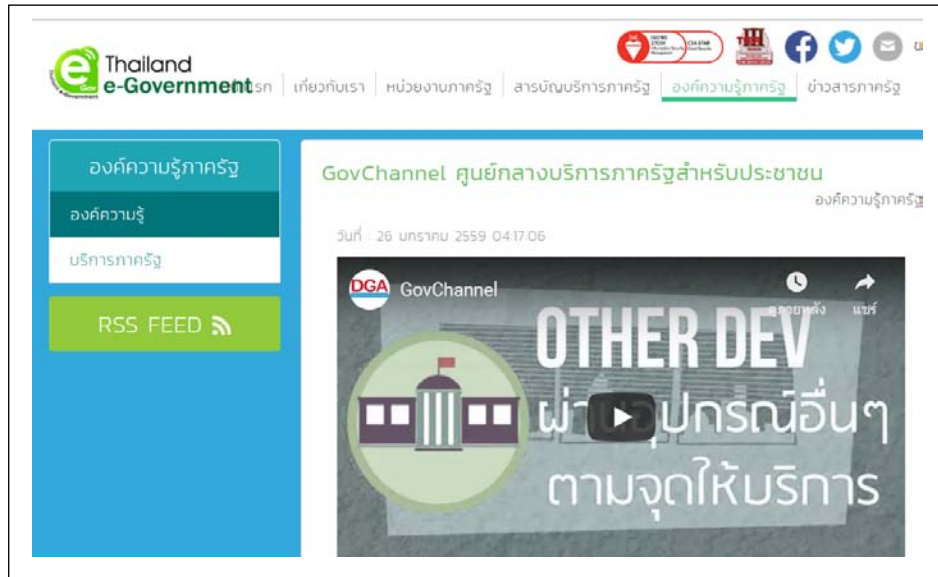 Thailand
e-Government
เกี่ยวกับเรา
หน่วยงานภาครัฐ
สารบัญบริการภาครัฐ
องค์ความรู้ภาครัฐ
ข่าวสารภาครัฐ
องค์ความรู้ภาครัฐ
องค์ความรู้
บริการภาครัฐ
RSS FEED
GovChannel ศูนย์กลางบริการภาครัฐสำหรับประชาชน
องค์ความรู้ภาครัฐ
วันที่ : 26 มกราคม 2559 04:17:06
DGA GovChannel
ดูภายหลัง
แชร์
OTHER DEV
ผ่านอุปกรณ์อื่นๆ
ตามจุดให้บริการ